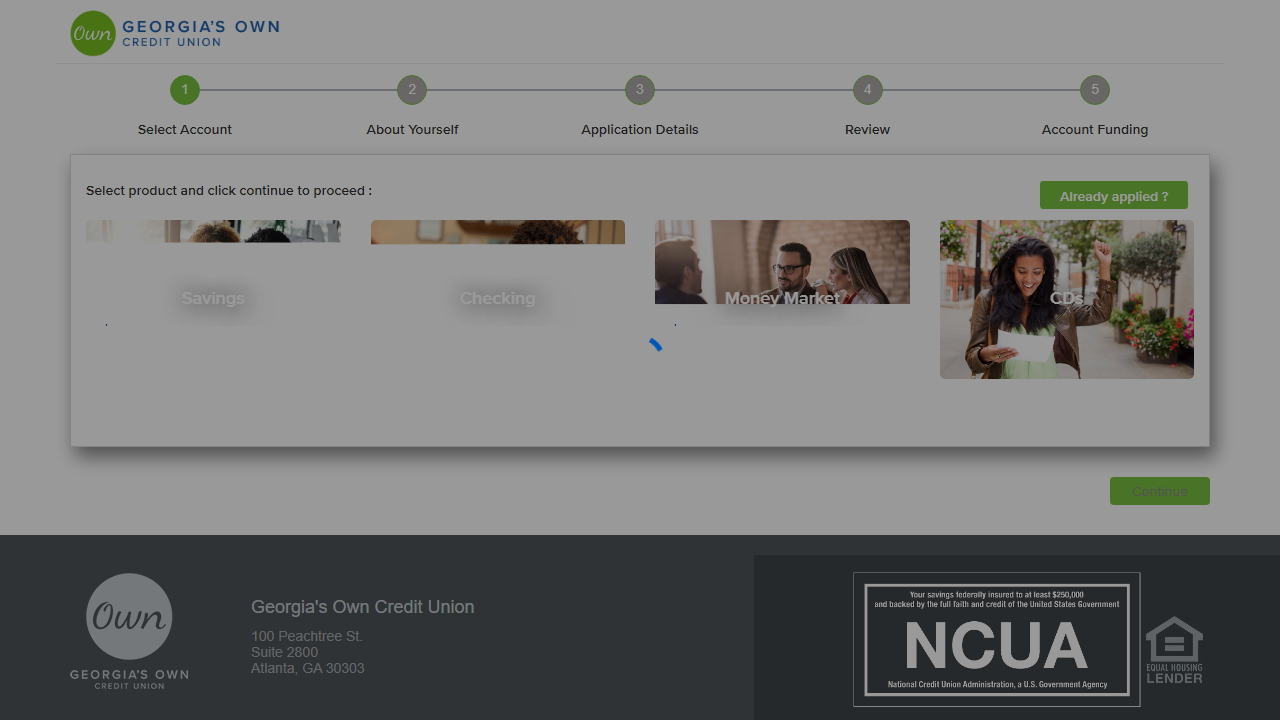 Own
GEORGIA'S OWN
CREDIT UNION
1
2
3
4
5
Select Account
About Yourself
Application Details
Review
Account Funding
Select product and click continue to proceed :
Already applied ?
Savings
Checking
Money Market
CDs
Continue
Own
GEORGIA'S OWN
CREDIT UNION
Georgia's Own Credit Union
100 Peachtree St.
Suite 2800
Atlanta, GA 30303
Your savings federally insured to at least $250,000
and backed by the full faith and credit of the United States Government
NCUA
National Credit Union Administration, a U.S. Government Agency
EQUAL HOUSING
LENDER